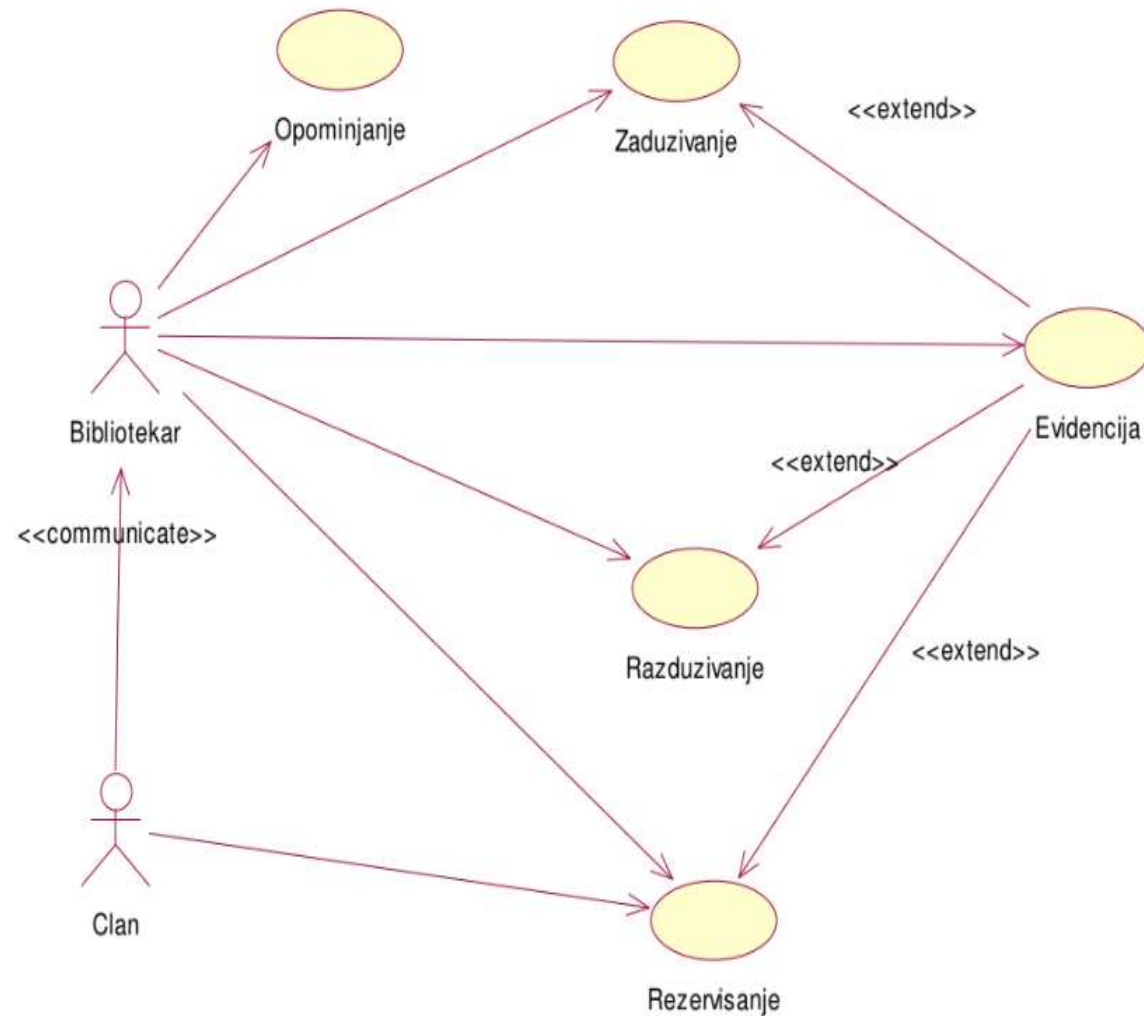 Opominjanje
Zaduzivanje
<<extend>>
Bibliotekar
Evidencija
<<extend>>
<<communicate>>
Razduzivanje
<<extend>>
Clan
Rezervisanje